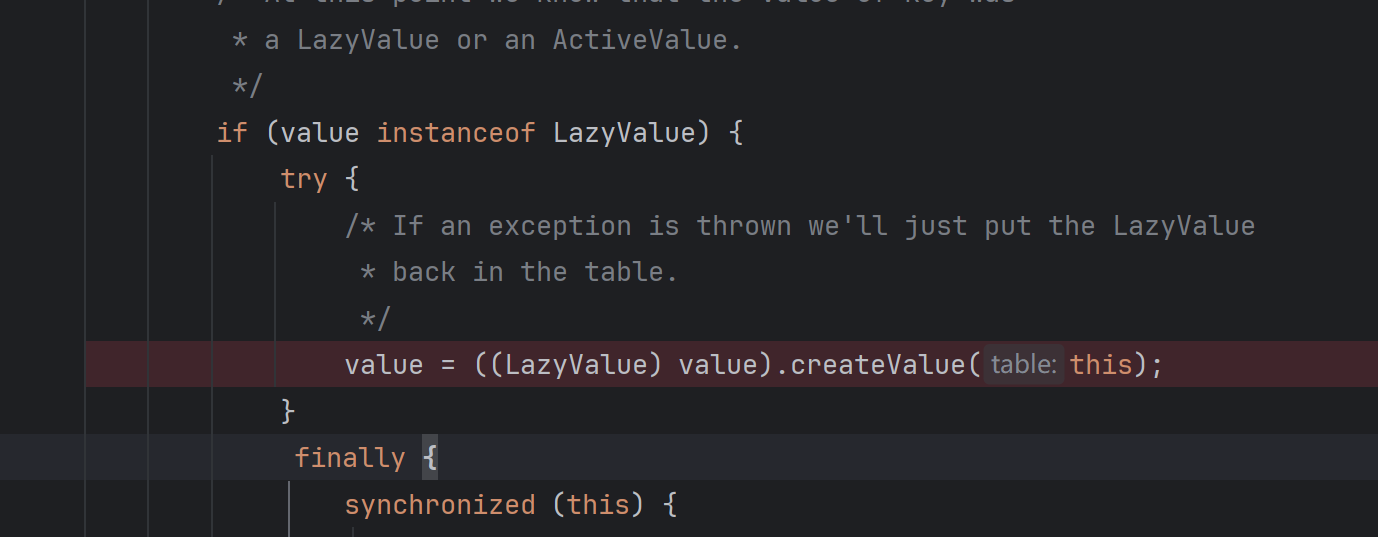 /* At this point we know that the value of key was
* a LazyValue or an ActiveValue.
*/
if (value instanceof LazyValue) {
try {
/* If an exception is thrown we'll just put the LazyValue
* back in the table.
*/
value = ((LazyValue) value).createValue( table: this);
}
finally {
synchronized (this) {